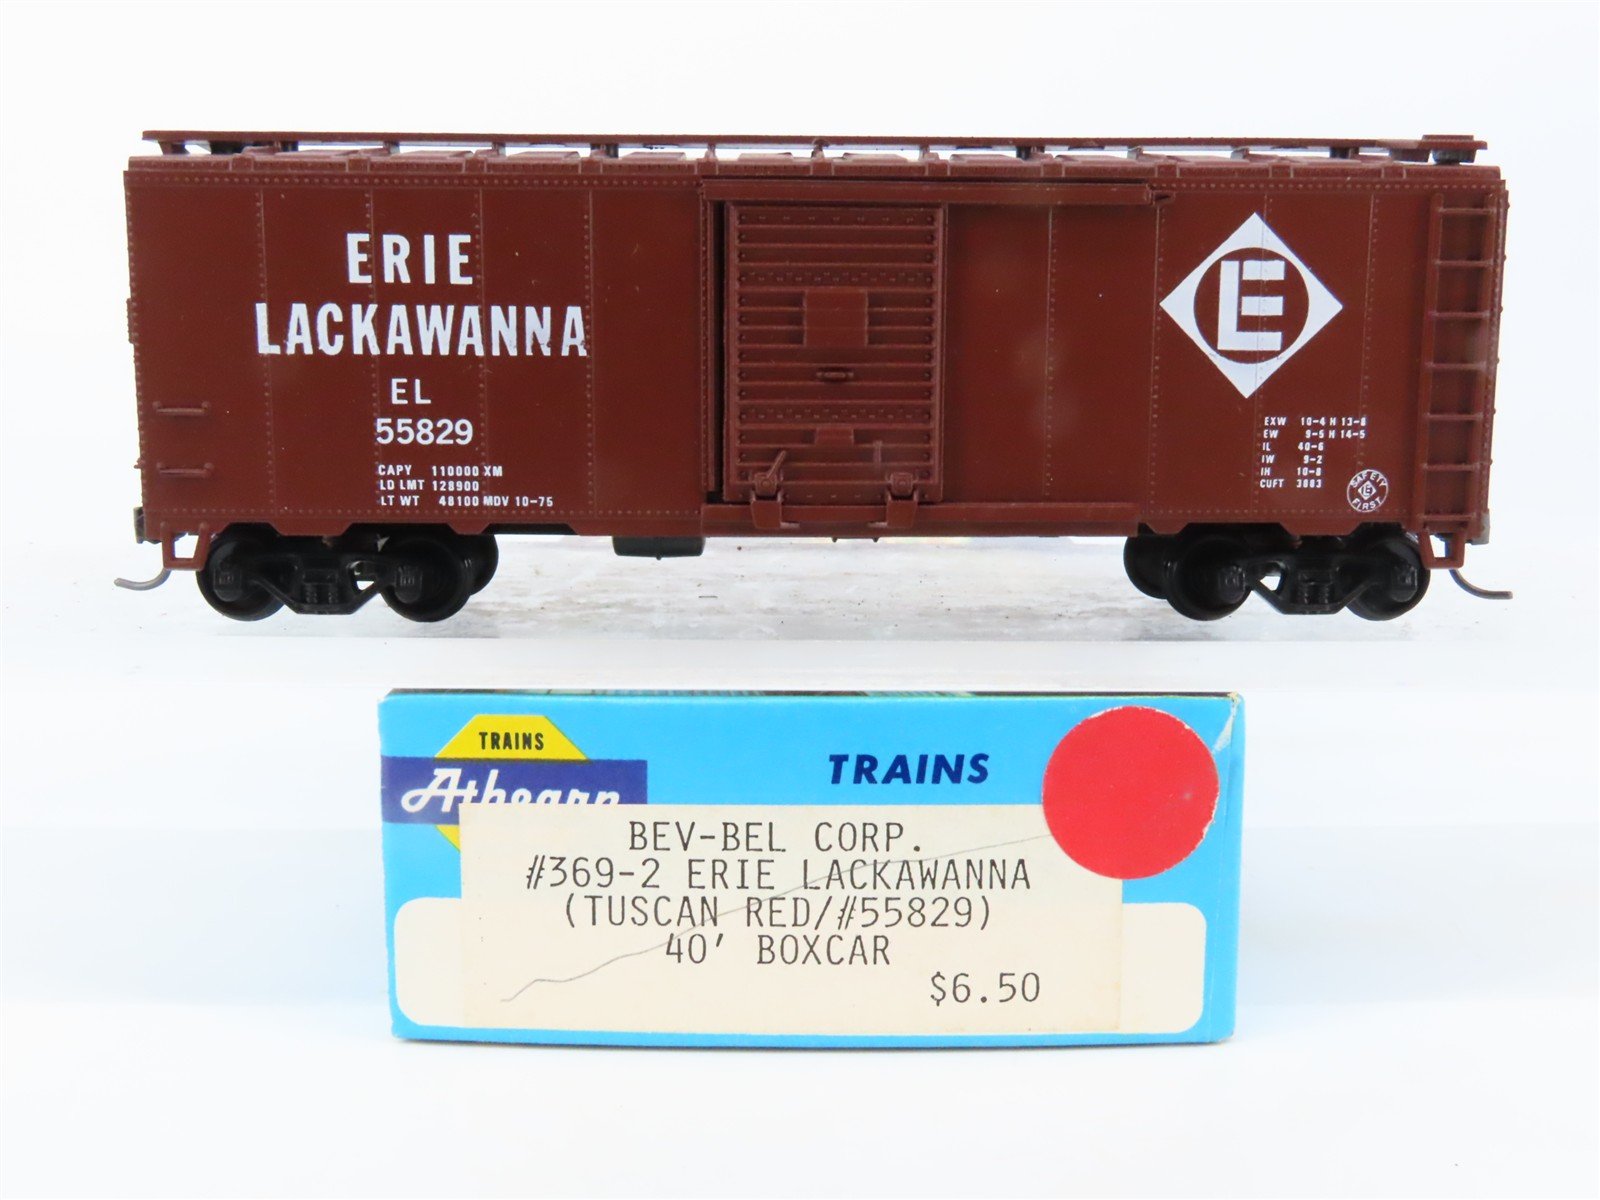 ERIE
LACKAWANNA
EL
55829
CAPY 110000 XM
LD LMT 128900
LT WT 48100 MDV 10-75
E
EXW 10-4 H 13-8
EW 9-5 H 14-5
IL 40-6
IW 9-2
IH 10-8
CUFT 3883
SAFETY
FIRST
TRAINS
Athearn
TRAINS
BEV-BEL CORP.
#369-2 ERIE LACKAWANNA
(TUSCAN RED/#55829)
40' BOXCAR
$6.50